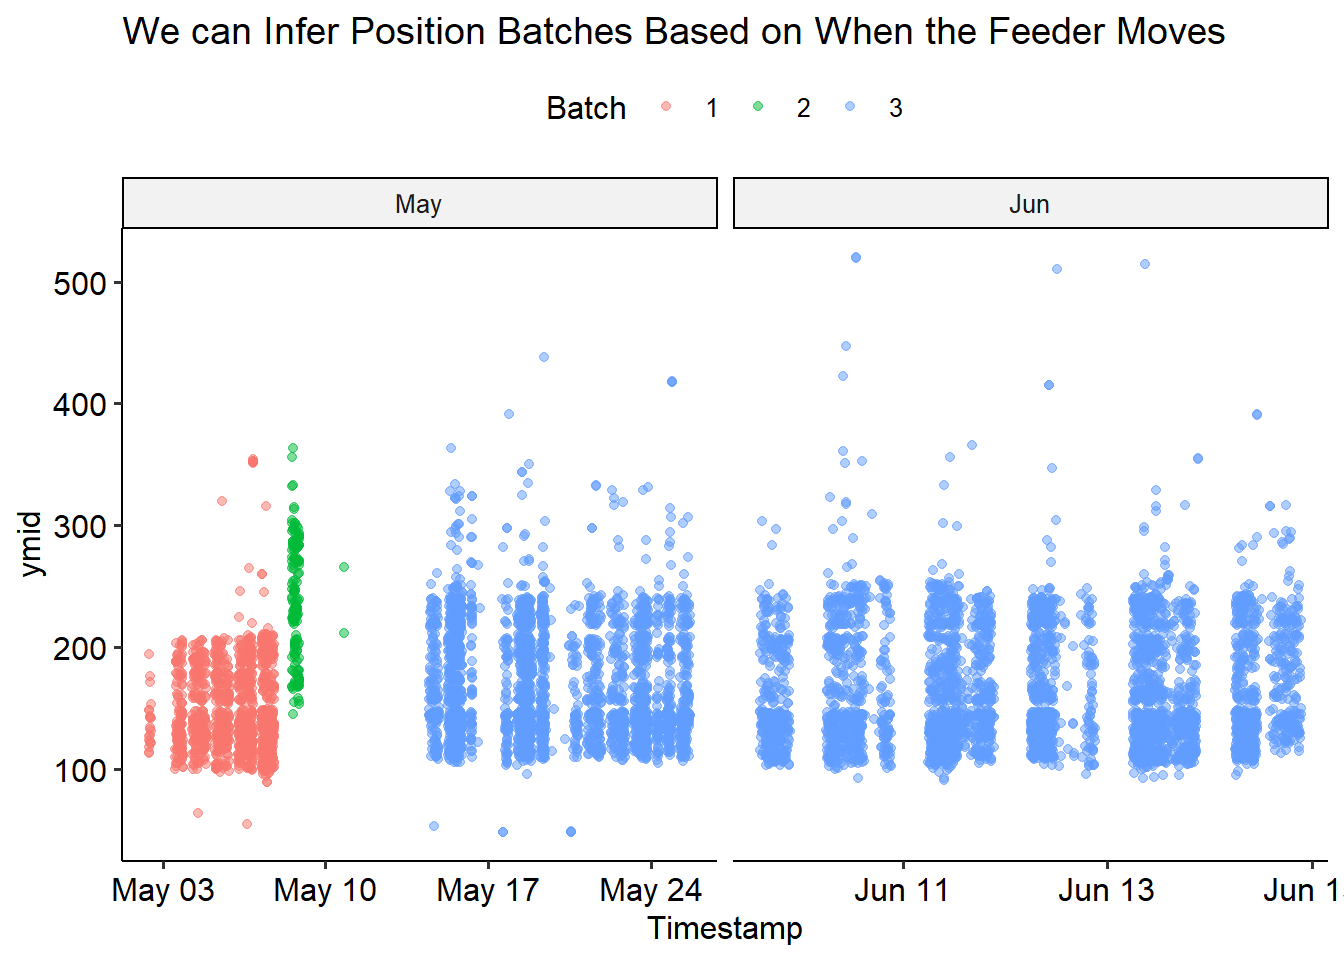 We can Infer Position Batches Based on When the Feeder Moves
Batch 1 2 3
May Jun
500
400
300
200
100
ymid
May 03 May 10 May 17 May 24 Jun 11 Jun 13 Jun
Timestamp